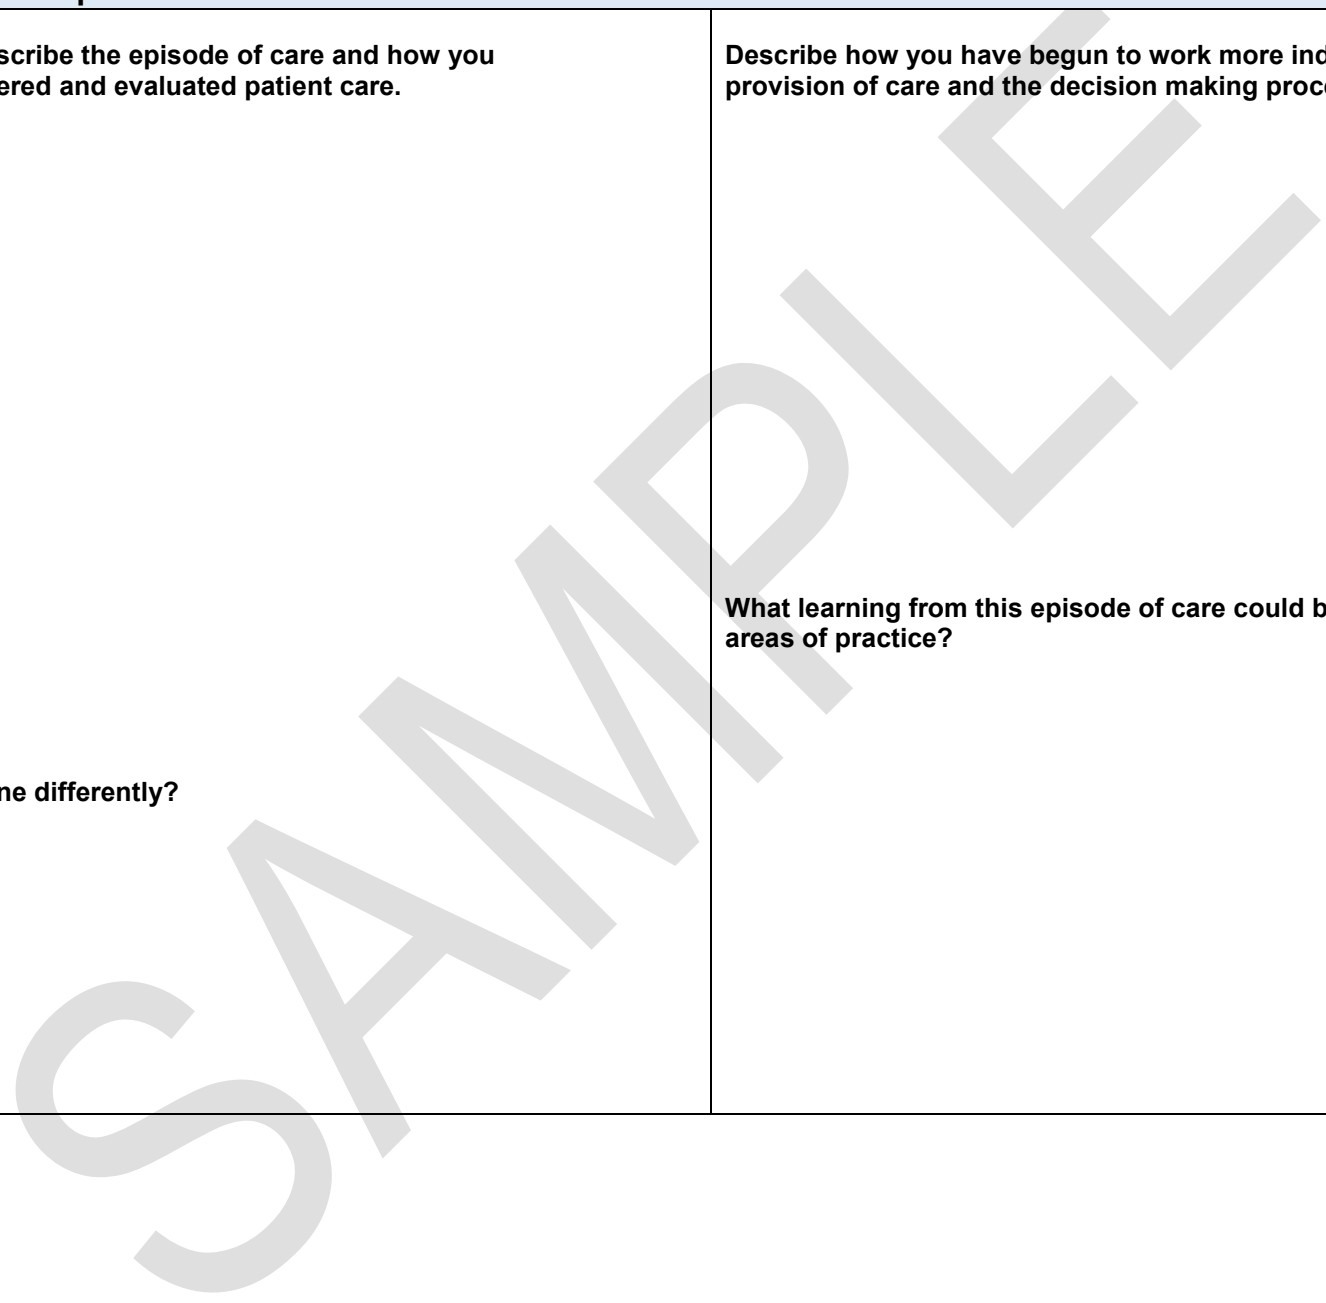 scribe the episode of care and how you
ered and evaluated patient care.
ne differently?
Describe how you have begun to work more ind
provision of care and the decision making proc
What learning from this episode of care could b
areas of practice?
SAMPLE